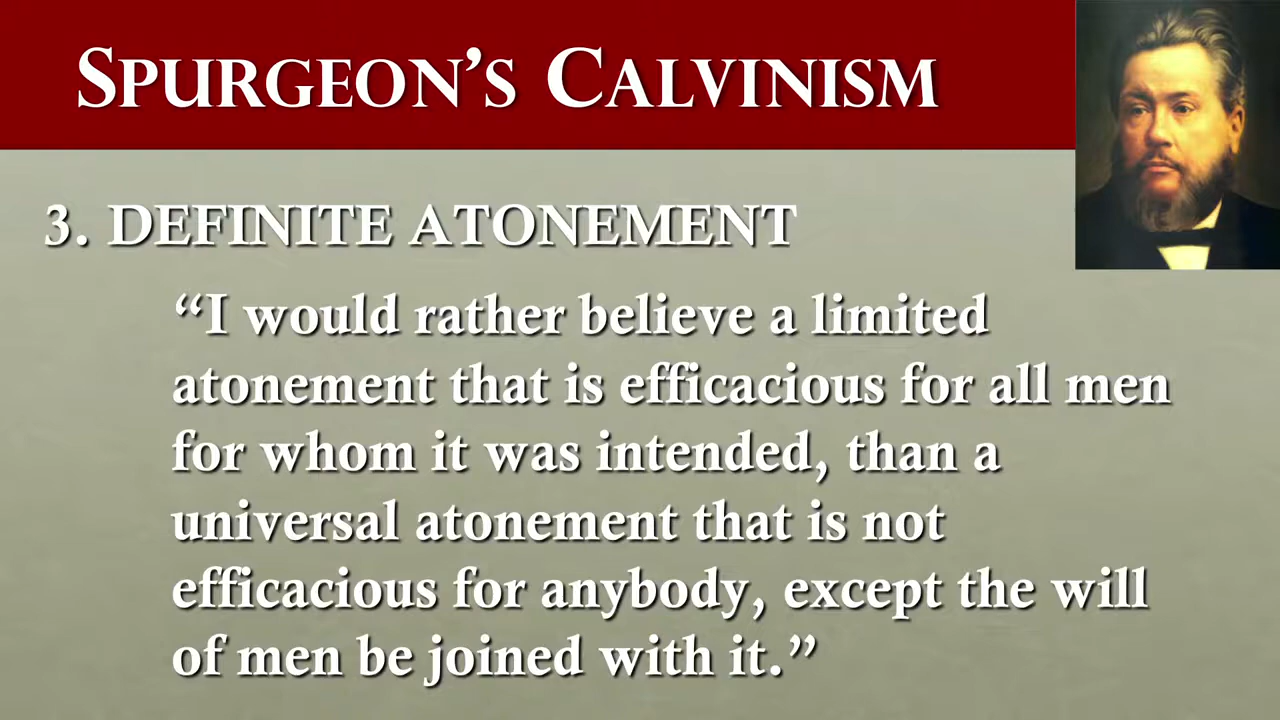 Spurgeon’s Calvinism
3. DEFINITE ATONEMENT
“I would rather believe a limited
atonement that is efficacious for all men
for whom it was intended, than a
universal atonement that is not
efficacious for anybody, except the will
of men be joined with it.”